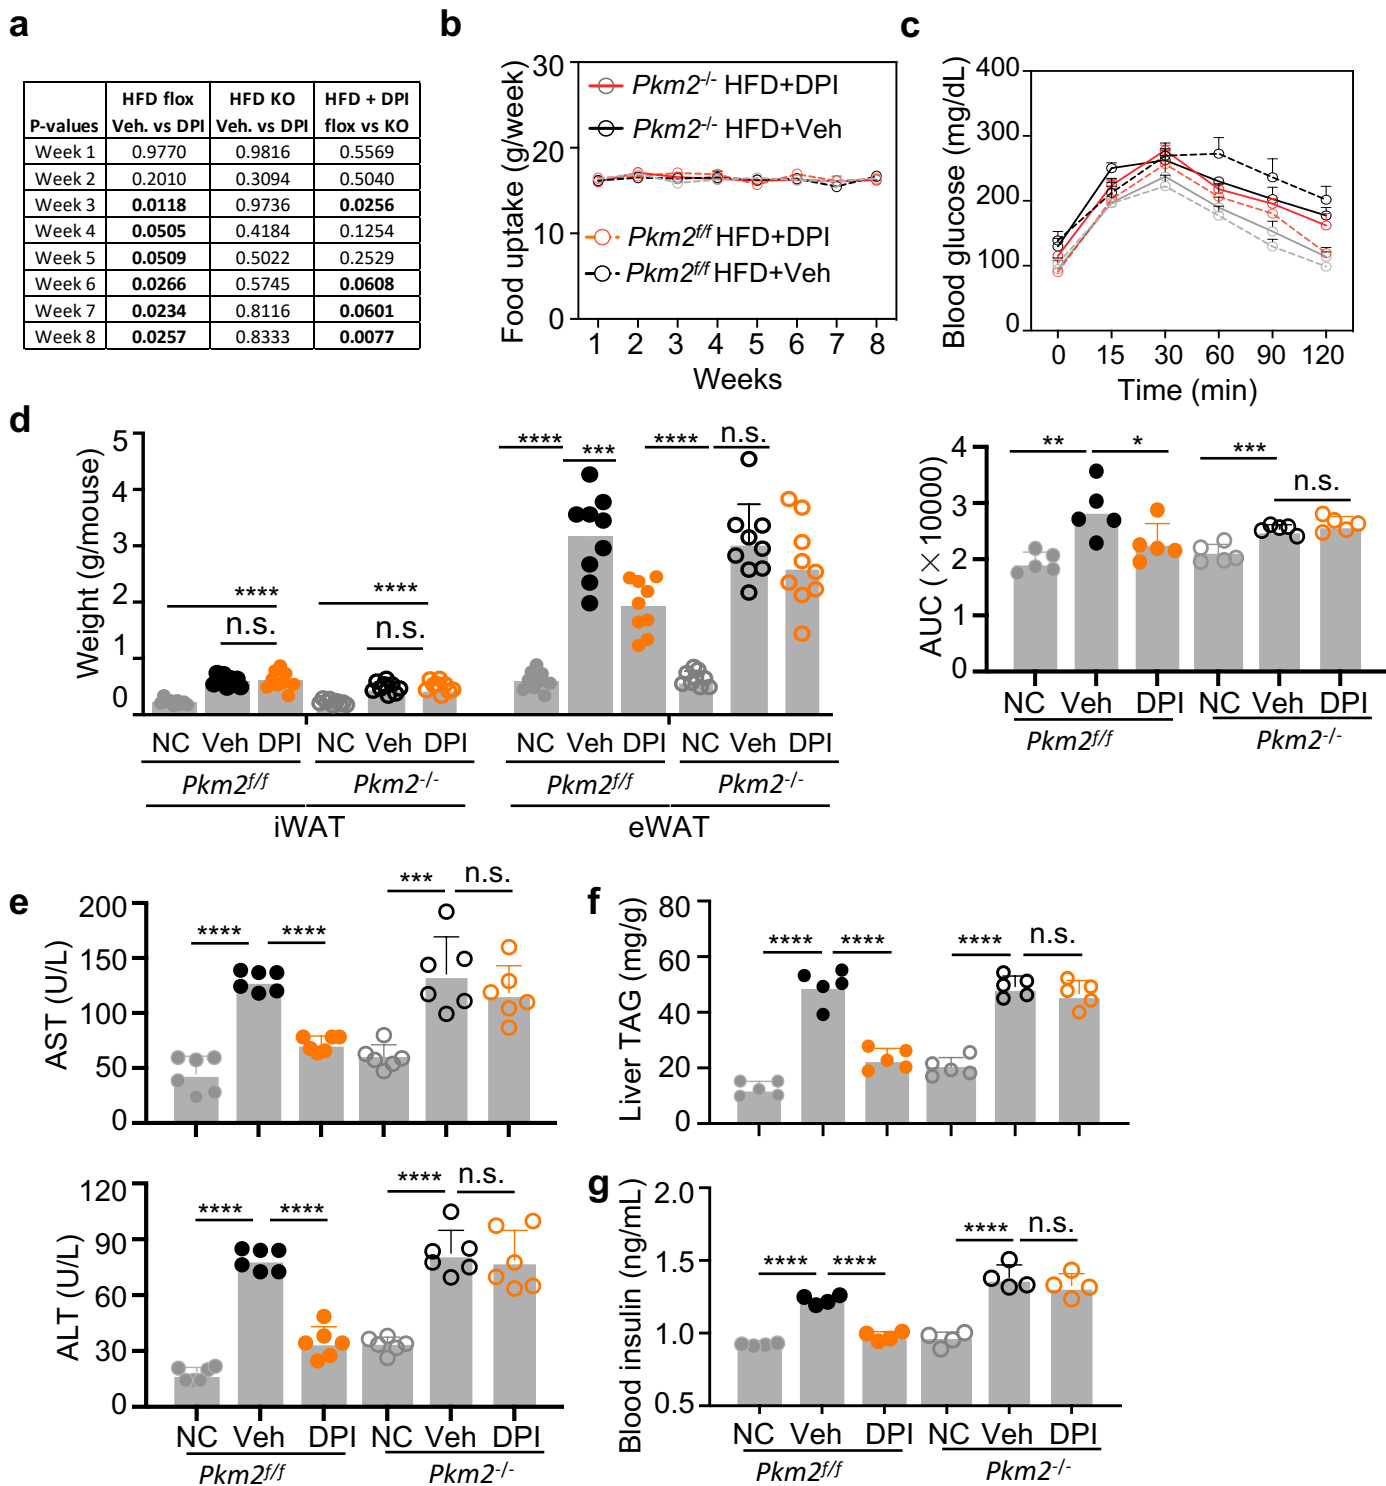 a
P-values HFD flox Veh. vs DPI HFD KO Veh. vs DPI HFD + DPI flox vs KO
Week 1 0.9770 0.9816 0.5569
Week 2 0.2010 0.3094 0.5040
Week 3 0.0118 0.9736 0.0256
Week 4 0.0505 0.4184 0.1254
Week 5 0.0509 0.5022 0.2529
Week 6 0.0266 0.5745 0.0608
Week 7 0.0234 0.8116 0.0601
Week 8 0.0257 0.8333 0.0077
b
Food uptake (g/week)
30
20
10
0
Pkm2-/- HFD+DPI
Pkm2-/- HFD+Veh
Pkm2f/f HFD+DPI
Pkm2f/f HFD+Veh
1 2 3 4 5 6 7 8
Weeks
c
Blood glucose (mg/dL)
400
300
200
100
0
0 15 30 60 90 120
Time (min)
AUC (×10000)
4
3
2
1
0
** * *** n.s.
NC Veh DPI NC Veh DPI
Pkm2f/f Pkm2-/-
d
Weight (g/mouse)
5
4
3
2
1
0
**** n.s. **** n.s. **** *** **** n.s.
NC Veh DPI NC Veh DPI NC Veh DPI NC Veh DPI
Pkm2f/f Pkm2-/- Pkm2f/f Pkm2-/-
iWAT eWAT
e
AST (U/L)
200
150
100
50
0
**** **** *** n.s.
ALT (U/L)
120
90
60
30
0
**** **** **** n.s.
NC Veh DPI NC Veh DPI
Pkm2f/f Pkm2-/-
f
Liver TAG (mg/g)
80
60
40
20
0
**** **** **** n.s.
g
Blood insulin (ng/mL)
2.0
1.5
1.0
0.5
**** **** **** n.s.
NC Veh DPI NC Veh DPI
Pkm2f/f Pkm2-/-